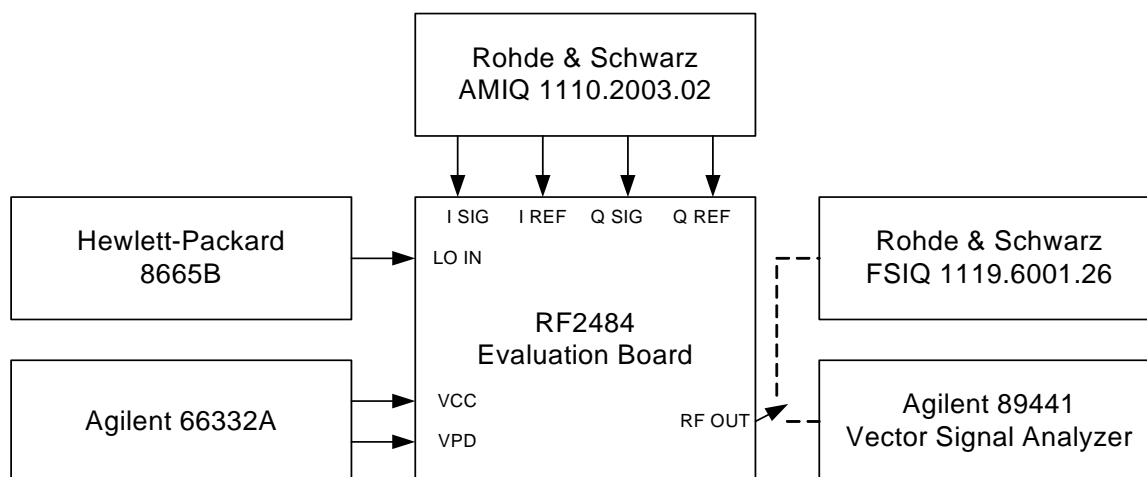 Rohde & Schwarz
AMIQ 1110.2003.02
I SIG
I REF
Q SIG
Q REF
Hewlett-Packard
8665B
LO IN
Rohde & Schwarz
FSIQ 1119.6001.26
RF2484
Evaluation Board
Agilent 66332A
VCC
VPD
RF OUT
Agilent 89441
Vector Signal Analyzer